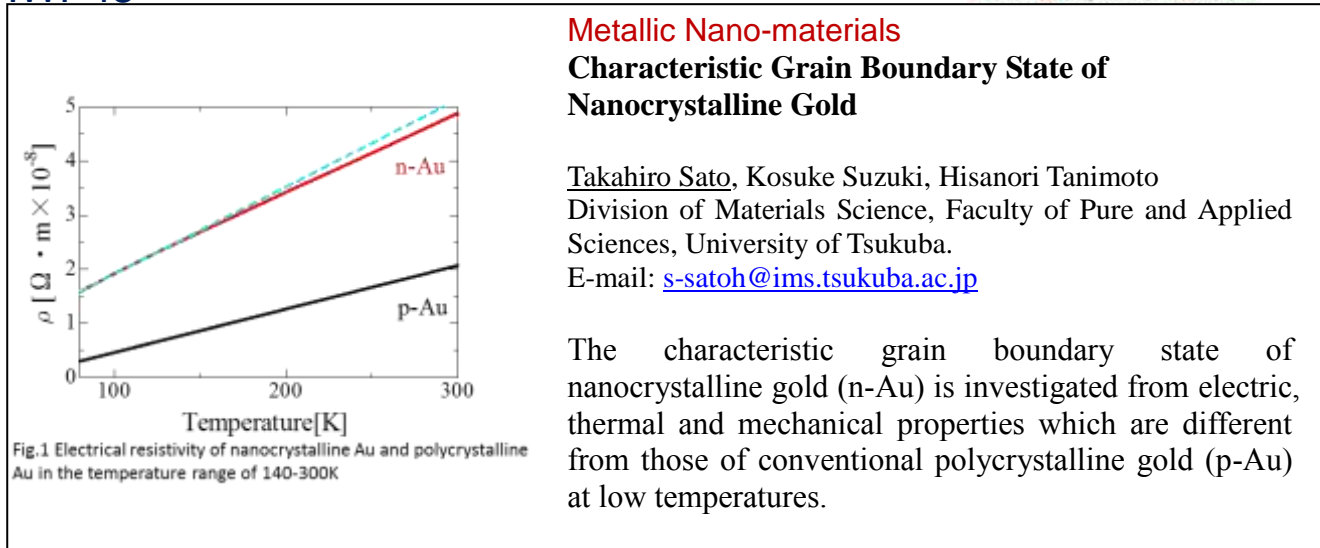 Metallic Nano-materials
Characteristic Grain Boundary State of
Nanocrystalline Gold
Takahiro Sato, Kosuke Suzuki, Hisanori Tanimoto
Division of Materials Science, Faculty of Pure and Applied
Sciences, University of Tsukuba.
E-mail: s-satoh@ims.tsukuba.ac.jp
The characteristic grain boundary state of
nanocrystalline gold (n-Au) is investigated from electric,
thermal and mechanical properties which are different
from those of conventional polycrystalline gold (p-Au)
at low temperatures.
5
4
3
2
1
0
ρ [ Ω ・ m × 10⁻⁸ ]
n-Au
p-Au
100 200 300
Temperature[K]
Fig.1 Electrical resistivity of nanocrystalline Au and polycrystalline
Au in the temperature range of 140-300K